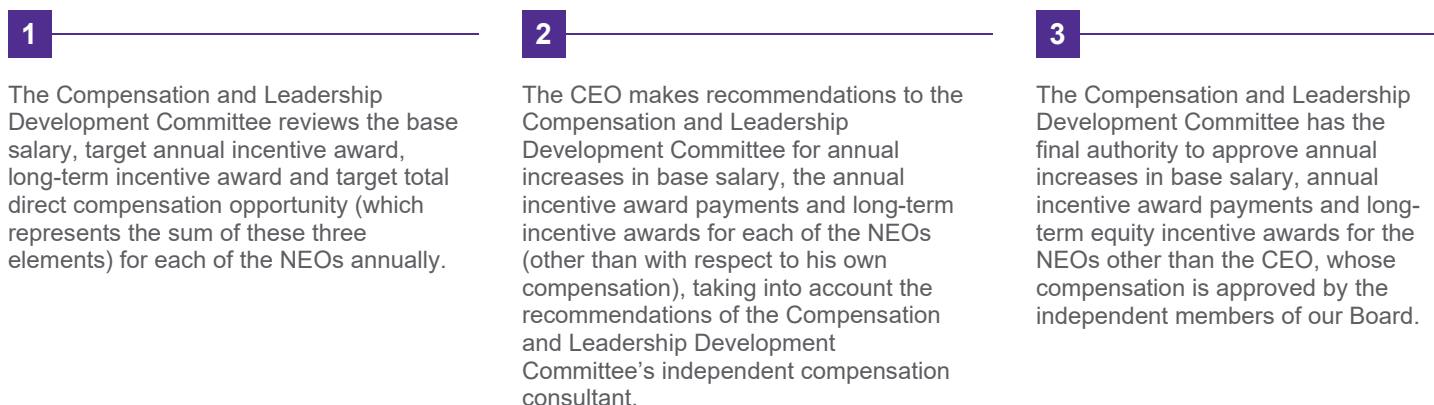 1
The Compensation and Leadership
Development Committee reviews the base
salary, target annual incentive award,
long-term incentive award and target total
direct compensation opportunity (which
represents the sum of these three
elements) for each of the NEOs annually.
2
The CEO makes recommendations to the
Compensation and Leadership
Development Committee for annual
increases in base salary, the annual
incentive award payments and long-term
incentive awards for each of the NEOs
(other than with respect to his own
compensation), taking into account the
recommendations of the Compensation
and Leadership Development
Committee’s independent compensation
consultant.
3
The Compensation and Leadership
Development Committee has the
final authority to approve annual
increases in base salary, annual
incentive award payments and long-
term equity incentive awards for the
NEOs other than the CEO, whose
compensation is approved by the
independent members of our Board.